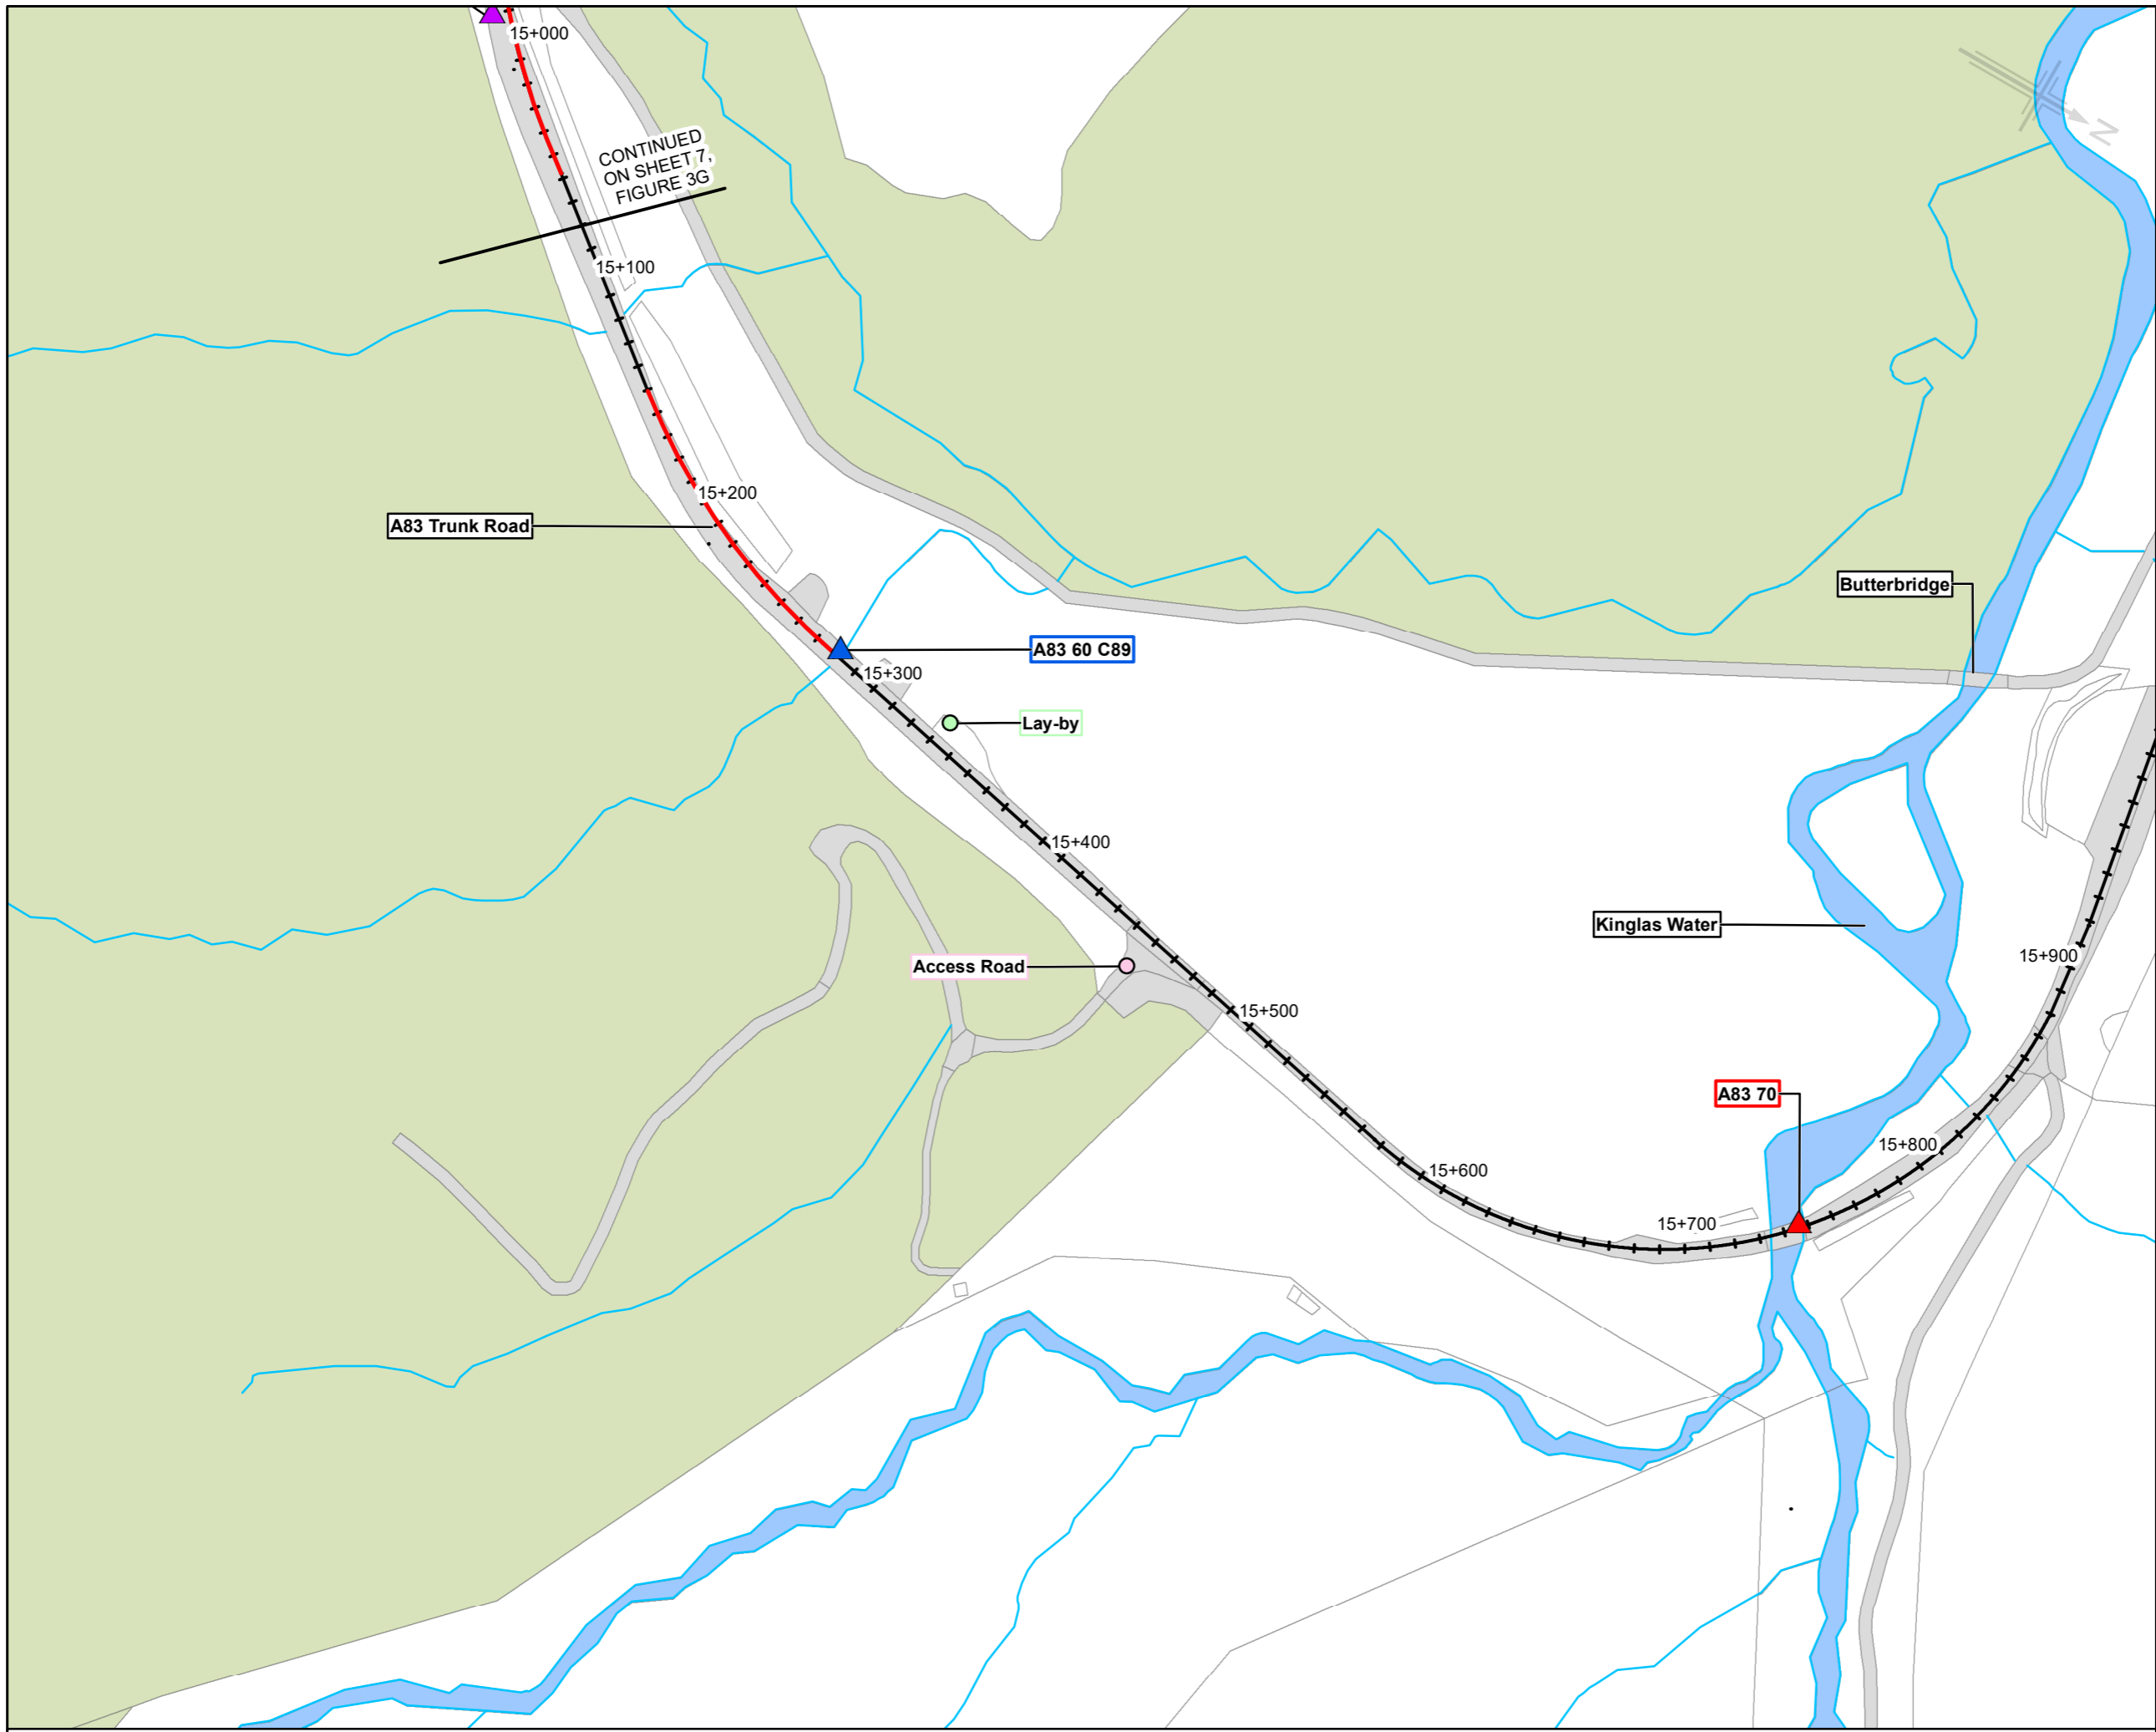 15+000
CONTINUED
ON SHEET 7,
FIGURE 3G
N
15+100
15+200
A83 Trunk Road
Butterbridge
A83 60 C89
15+300
Lay-by
15+400
Kinglas Water
15+900
Access Road
15+500
A83 70
15+800
15+600
15+700